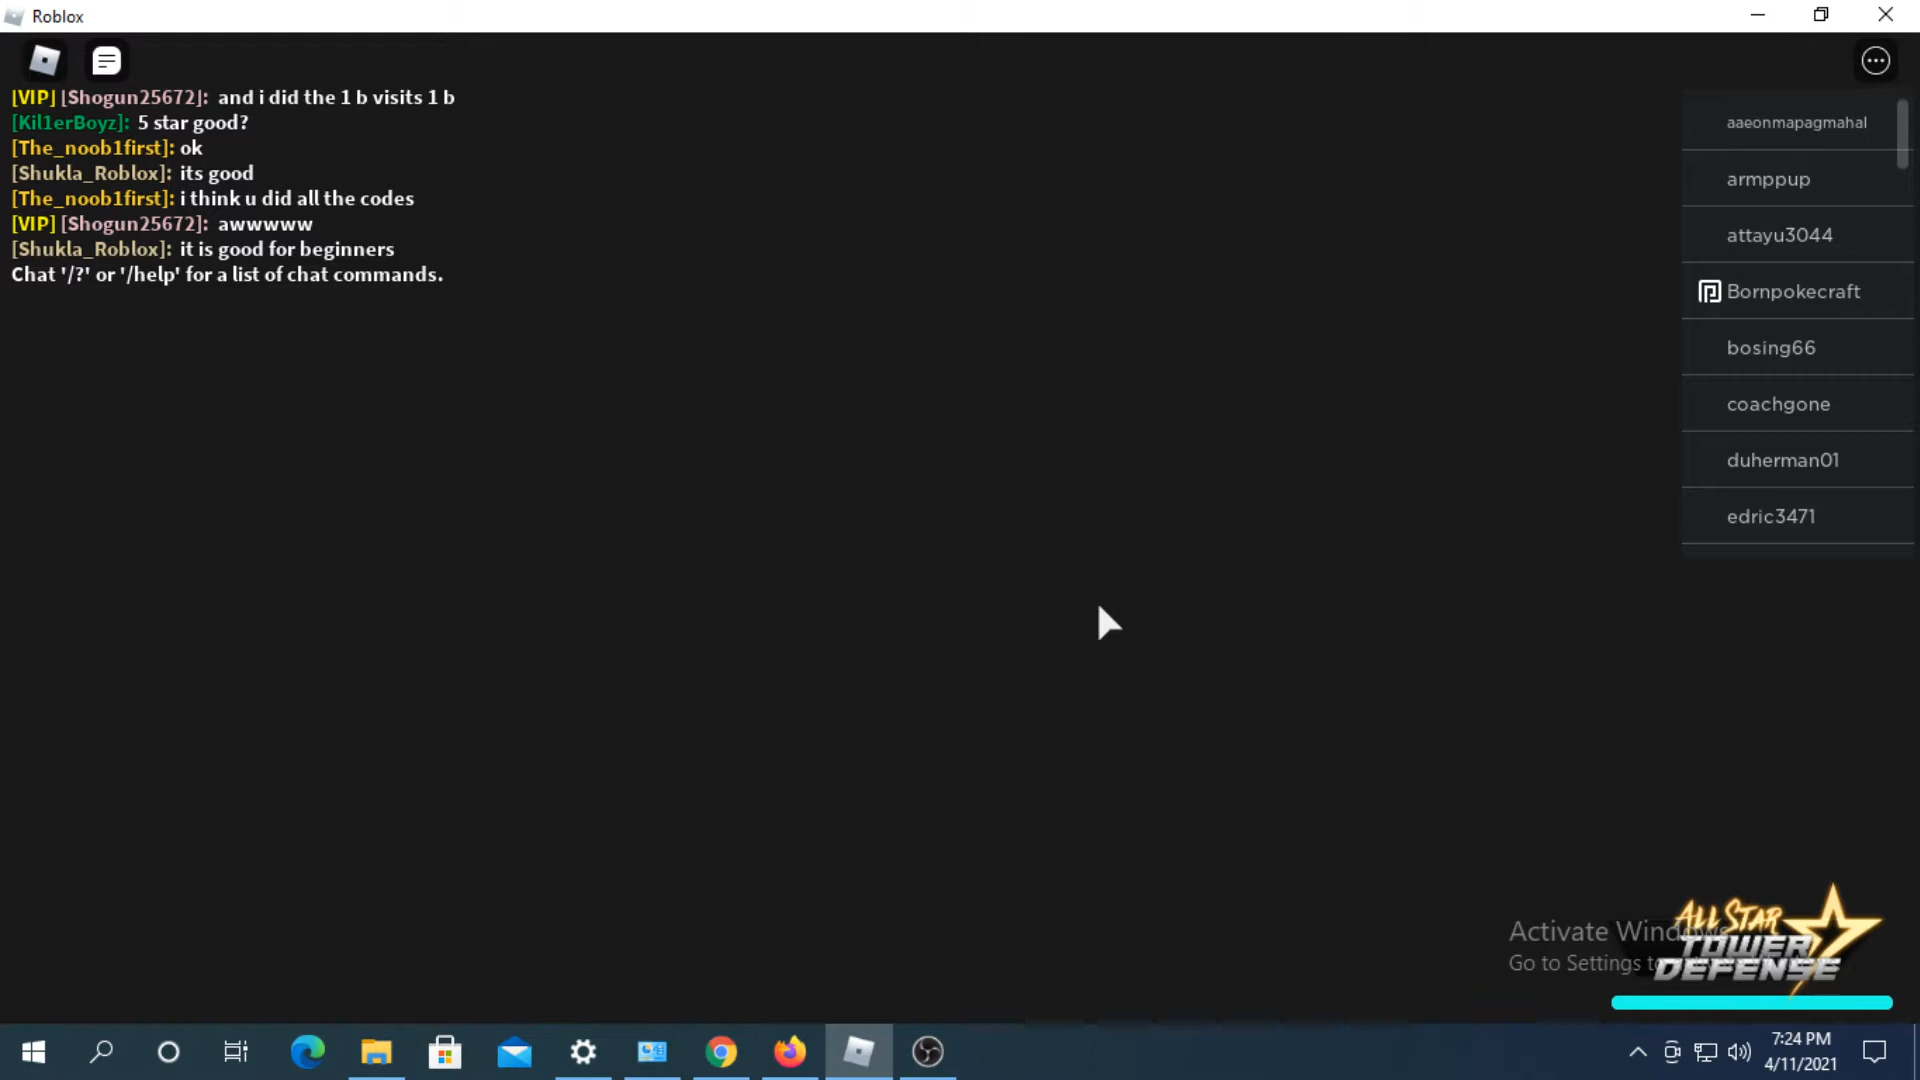 Roblox
[VIP] [Shogun25672]: and i did the 1 b visits 1 b
[Kil1erBoyz]: 5 star good?
[The_noob1first]: ok
[Shukla_Roblox]: its good
[The_noob1first]: i think u did all the codes
[VIP] [Shogun25672]: awwwww
[Shukla_Roblox]: it is good for beginners
Chat '/?' or '/help' for a list of chat commands.
aaeonmapagmahal
armppup
attayu3044
Bornpokecraft
bosing66
coachgone
duherman01
edric3471
Activate Windows
Go to Settings to
ALL STAR
TOWER
DEFENSE
7:24 PM
4/11/2021